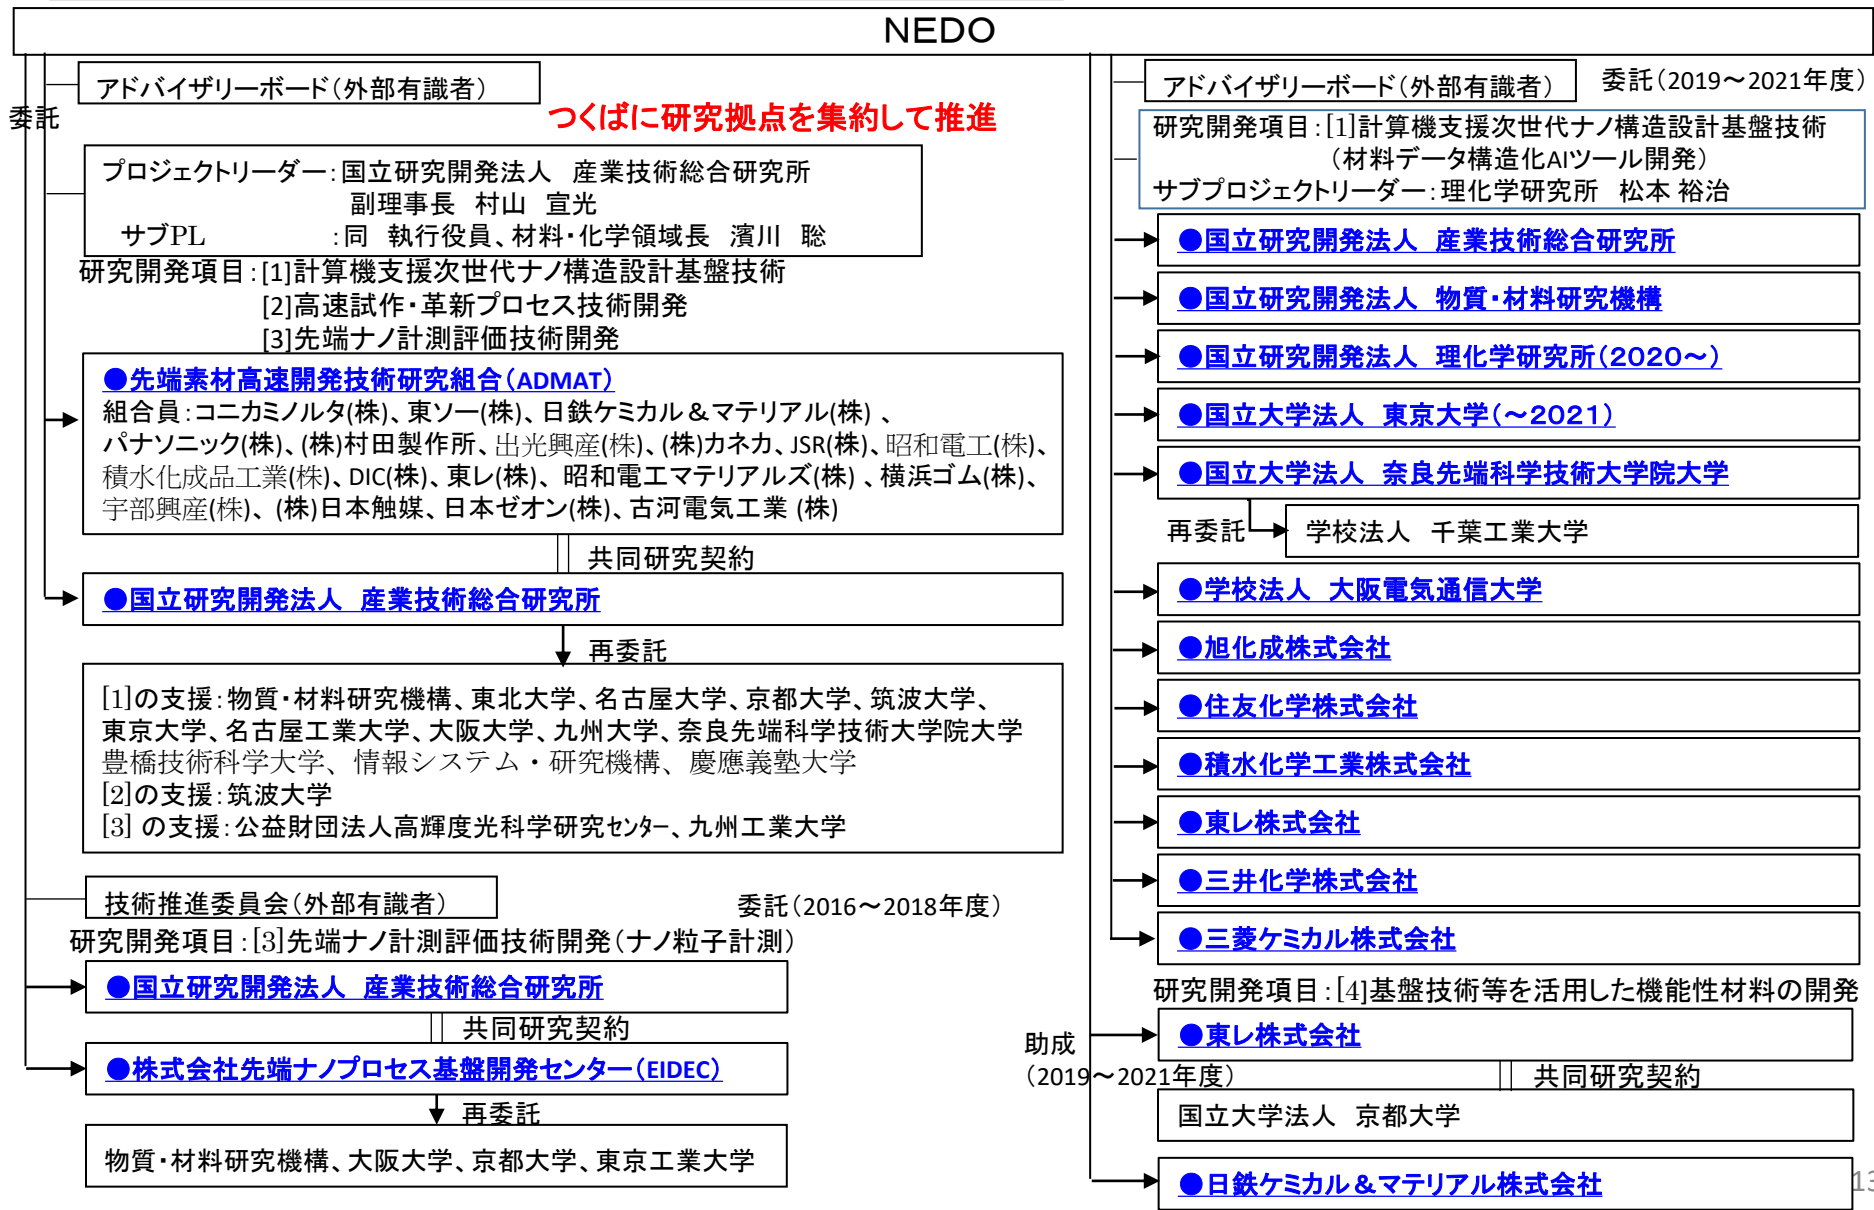 NEDO
アドバイザリーボード（外部有識者）
委託
つくばに研究拠点を集約して推進
プロジェクトリーダー：国立研究開発法人　産業技術総合研究所
副理事長　村山　宣光
サブPL　：同　執行役員、材料・化学領域長　濱川　聡
研究開発項目：[1]計算機支援次世代ナノ構造設計基盤技術
[2]高速試作・革新プロセス技術開発
[3]先端ナノ計測評価技術開発
●先端素材高速開発技術研究組合（ADMAT）
組合員：コニカミノルタ(株)、東ソー(株)、日鉄ケミカル＆マテリアル(株) 、
パナソニック(株)、(株)村田製作所、出光興産(株)、(株)カネカ、JSR(株)、昭和電工(株)、
積水化成品工業(株)、DIC(株)、東レ(株)、昭和電工マテリアルズ(株) 、横浜ゴム(株)、
宇部興産(株)、(株)日本触媒、日本ゼオン(株)、古河電気工業 (株)
共同研究契約
●国立研究開発法人　産業技術総合研究所
再委託
[1]の支援：物質・材料研究機構、東北大学、名古屋大学、京都大学、筑波大学、
東京大学、名古屋工業大学、大阪大学、九州大学、奈良先端科学技術大学院大学
豊橋技術科学大学、情報システム・研究機構、慶應義塾大学
[2]の支援：筑波大学
[3] の支援：公益財団法人高輝度光科学研究センター、九州工業大学
技術推進委員会（外部有識者）
委託（2016～2018年度）
研究開発項目：[3]先端ナノ計測評価技術開発（ナノ粒子計測）
●国立研究開発法人　産業技術総合研究所
共同研究契約
●株式会社先端ナノプロセス基盤開発センター（EIDEC）
再委託
物質・材料研究機構、大阪大学、京都大学、東京工業大学
アドバイザリーボード（外部有識者）
委託（2019～2021年度）
研究開発項目：[1]計算機支援次世代ナノ構造設計基盤技術
（材料データ構造化AIツール開発）
サブプロジェクトリーダー：理化学研究所　松本 裕治
●国立研究開発法人　産業技術総合研究所
●国立研究開発法人　物質・材料研究機構
●国立研究開発法人　理化学研究所（2020～）
●国立大学法人　東京大学（～2021）
●国立大学法人　奈良先端科学技術大学院大学
再委託
学校法人　千葉工業大学
●学校法人　大阪電気通信大学
●旭化成株式会社
●住友化学株式会社
●積水化学工業株式会社
●東レ株式会社
●三井化学株式会社
●三菱ケミカル株式会社
研究開発項目：[4]基盤技術等を活用した機能性材料の開発
●東レ株式会社
助成
（2019～2021年度）
共同研究契約
国立大学法人　京都大学
●日鉄ケミカル＆マテリアル株式会社
13